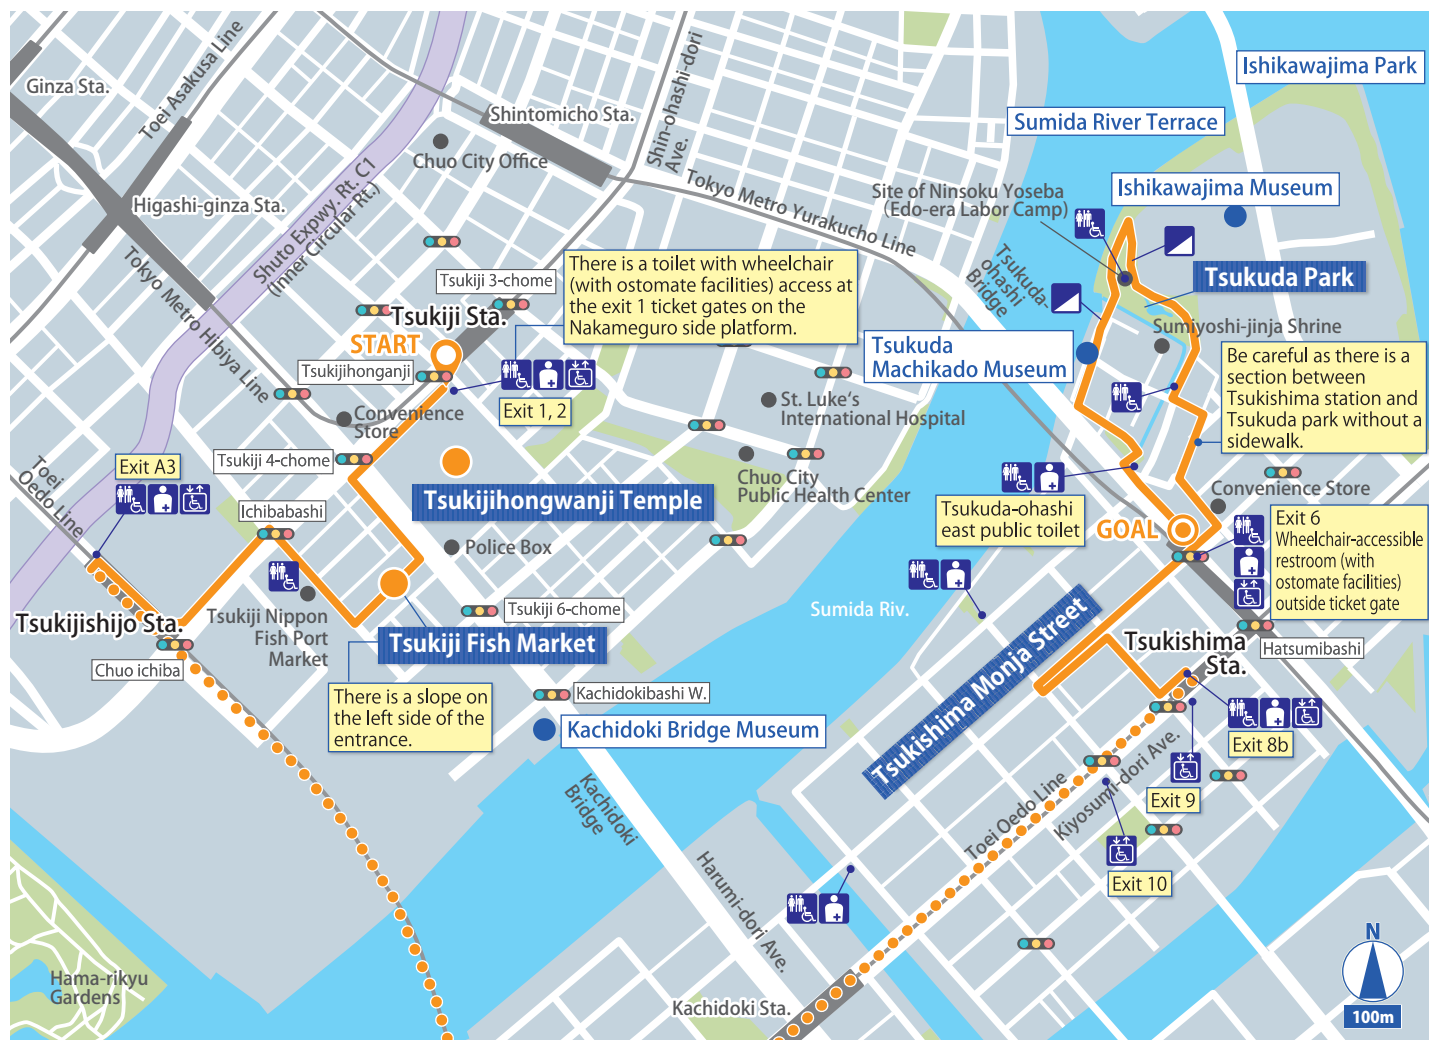 Ishikawajima Park
Ginza Sta.
Toei Asakusa Line
Shintomicho Sta.
Shin-ohashi-dori
Ave.
Sumida River Terrace
Chuo City Office
Shuto Expwy. Rt. C1
(Inner Circular Rt.)
Tokyo Metro Yurakucho Line
Site of Ninsoku Yoseba
(Edo-era Labor Camp)
Ishikawajima Museum
Higashi-ginza Sta.
Tokyo Metro Hibiya Line
There is a toilet with wheelchair
(with ostomate facilities) access at
the exit 1 ticket gates on the
Nakameguro side platform.
Tsukuda-
ohashi
Bridge
Tsukuda Park
Tsukiji 3-chome
Tsukiji Sta.
START
Sumiyoshi-jinja Shrine
Tsukuda
Machikado Museum
Be careful as there is a
section between
Tsukishima station and
Tsukuda park without a
sidewalk.
Tsukijihonganji
Exit 1, 2
Convenience
Store
St. Luke's
International Hospital
Tsukiji 4-chome
Toei
Oedo Line
Exit A3
Tsukijihongwanji Temple
Chuo City
Public Health Center
Convenience Store
Ichibabashi
Tsukuda-ohashi
east public toilet
GOAL
Exit 6
Wheelchair-accessible
restroom (with
ostomate facilities)
outside ticket gate
Police Box
Tsukijishijo Sta.
Tsukiji Nippon
Fish Port
Market
Tsukiji 6-chome
Sumida Riv.
Tsukiji Fish Market
Tsukishima Monja Street
Tsukishima
Sta.
Hatsumibashi
Chuo ichiba
There is a slope on
the left side of the
entrance.
Kachidokibashi W.
Kachidoki Bridge Museum
Exit 8b
Kachidoki
Bridge
Toei Oedo Line
Kiyosumi-dori Ave.
Exit 9
Exit 10
Harumi-dori Ave.
Hama-rikyu
Gardens
Kachidoki Sta.
N
100m